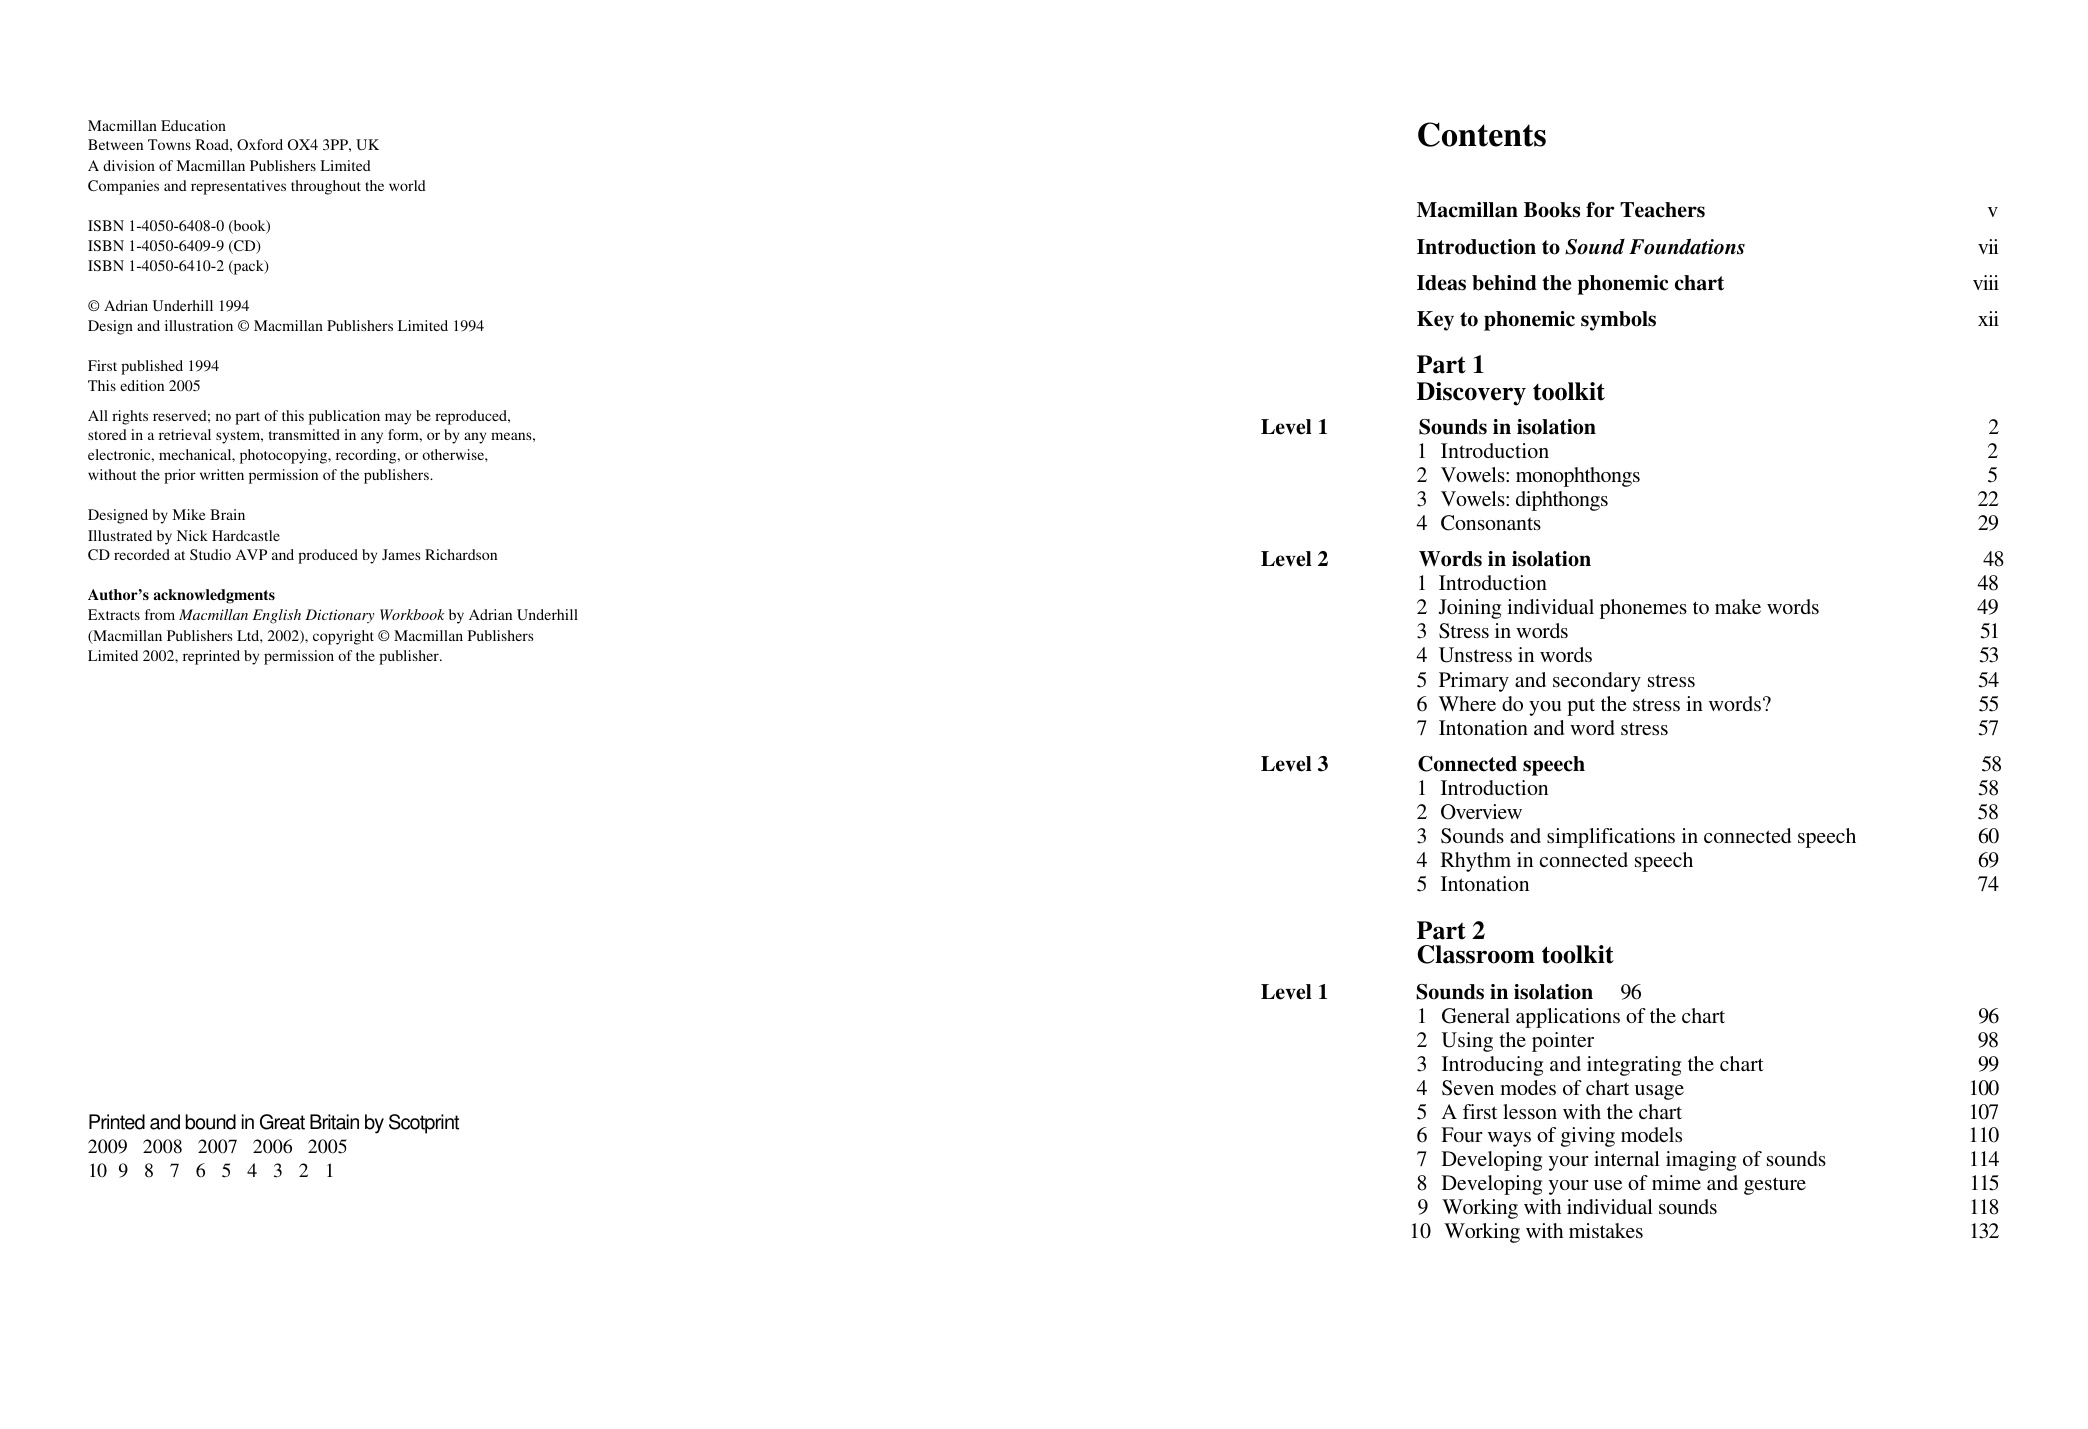 Macmillan Education
Between Towns Road, Oxford OX4 3PP, UK
A division of Macmillan Publishers Limited
Companies and representatives throughout the world
ISBN 1-4050-6408-0 (book)
ISBN 1-4050-6409-9 (CD)
ISBN 1-4050-6410-2 (pack)
© Adrian Underhill 1994
Design and illustration © Macmillan Publishers Limited 1994
First published 1994
This edition 2005
All rights reserved; no part of this publication may be reproduced,
stored in a retrieval system, transmitted in any form, or by any means,
electronic, mechanical, photocopying, recording, or otherwise,
without the prior written permission of the publishers.
Designed by Mike Brain
Illustrated by Nick Hardcastle
CD recorded at Studio AVP and produced by James Richardson
Author's acknowledgments
Extracts from Macmillan English Dictionary Workbook by Adrian Underhill
(Macmillan Publishers Ltd, 2002), copyright © Macmillan Publishers
Limited 2002, reprinted by permission of the publisher.
Printed and bound in Great Britain by Scotprint
2009 2008 2007 2006 2005
10 9 8 7 6 5 4 3 2 1
Contents
Macmillan Books for Teachers v
Introduction to Sound Foundations vii
Ideas behind the phonemic chart viii
Key to phonemic symbols xii
Part 1
Discovery toolkit
Level 1 Sounds in isolation 2
1 Introduction 2
2 Vowels: monophthongs 5
3 Vowels: diphthongs 22
4 Consonants 29
Level 2 Words in isolation 48
1 Introduction 48
2 Joining individual phonemes to make words 49
3 Stress in words 51
4 Unstress in words 53
5 Primary and secondary stress 54
6 Where do you put the stress in words? 55
7 Intonation and word stress 57
Level 3 Connected speech 58
1 Introduction 58
2 Overview 58
3 Sounds and simplifications in connected speech 60
4 Rhythm in connected speech 69
5 Intonation 74
Part 2
Classroom toolkit
Level 1 Sounds in isolation 96
1 General applications of the chart 96
2 Using the pointer 98
3 Introducing and integrating the chart 99
4 Seven modes of chart usage 100
5 A first lesson with the chart 107
6 Four ways of giving models 110
7 Developing your internal imaging of sounds 114
8 Developing your use of mime and gesture 115
9 Working with individual sounds 118
10 Working with mistakes 132